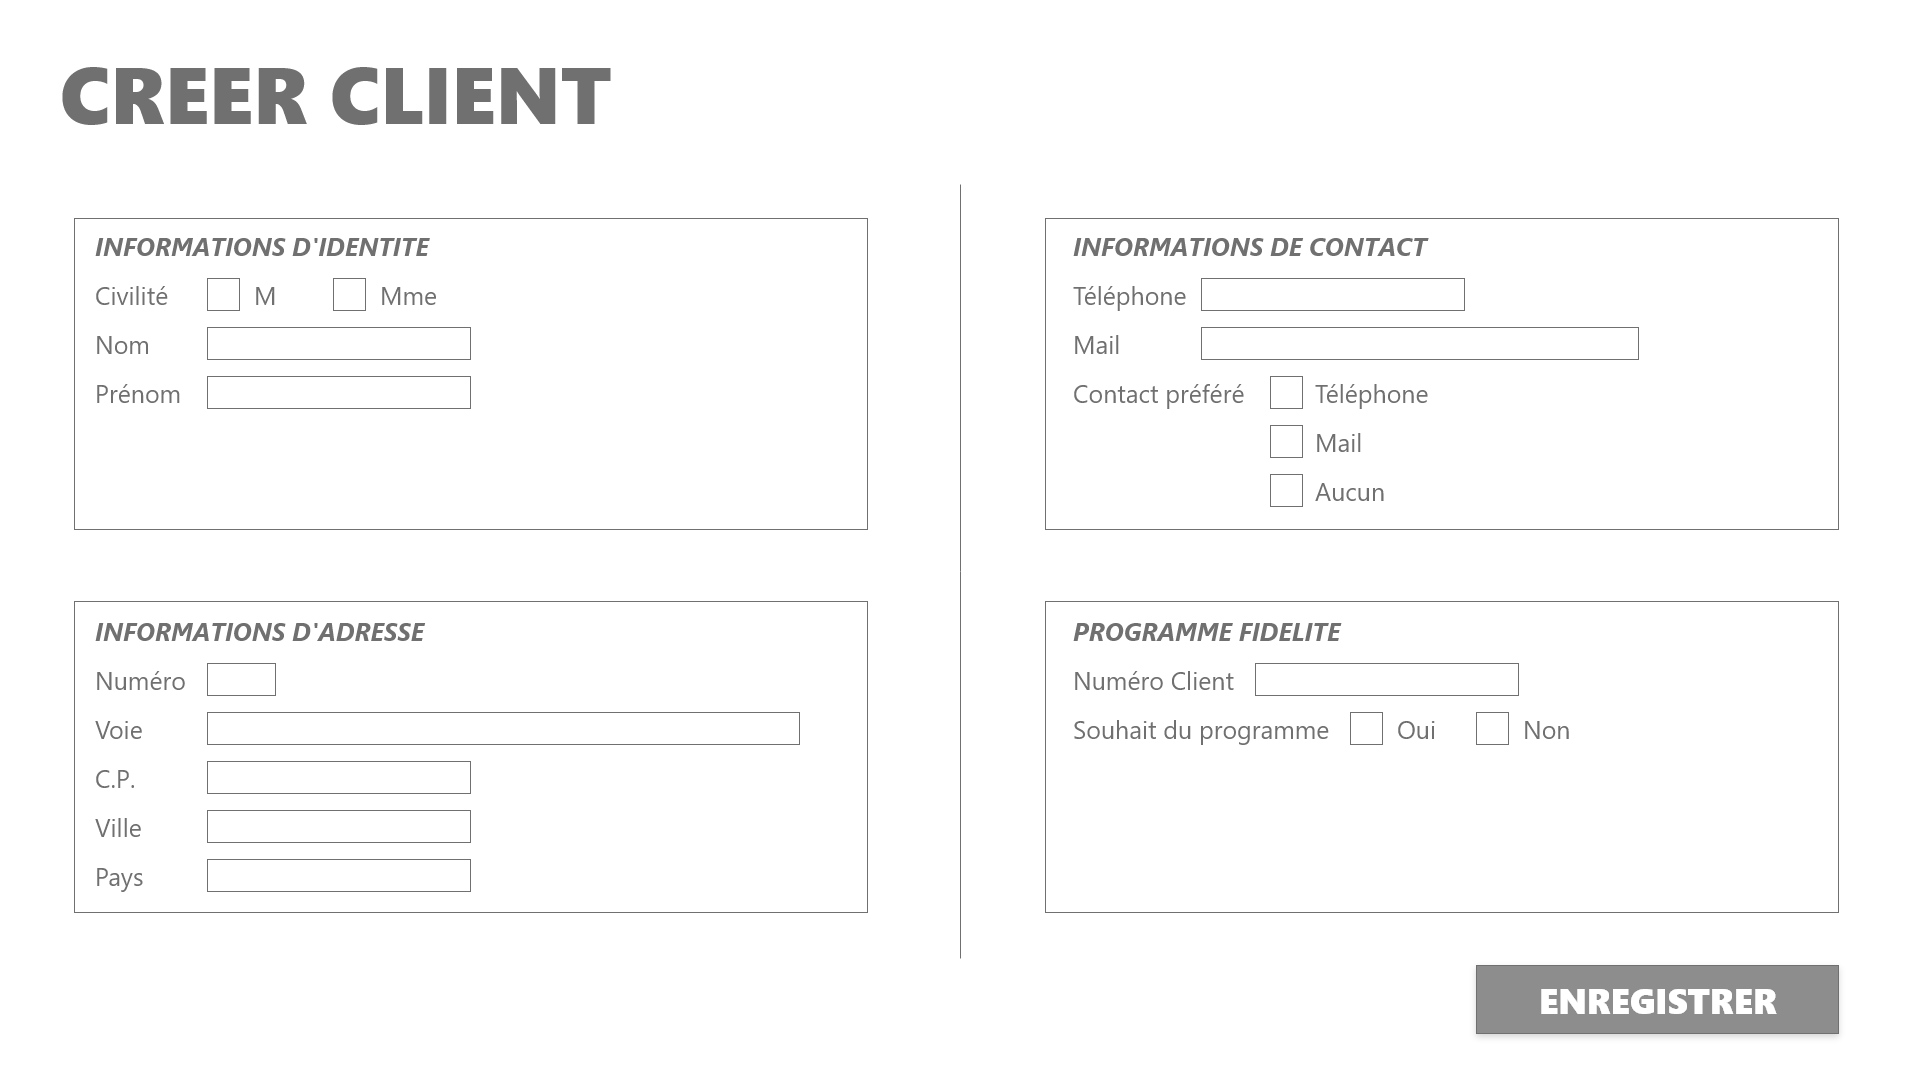 CREER CLIENT
INFORMATIONS D'IDENTITE
Civilité M Mme
Nom
Prénom
INFORMATIONS D'ADRESSE
Numéro
Voie
C.P.
Ville
Pays
INFORMATIONS DE CONTACT
Téléphone
Mail
Contact préféré Téléphone
Mail
Aucun
PROGRAMME FIDELITE
Numéro Client
Souhait du programme Oui Non
ENREGISTRER